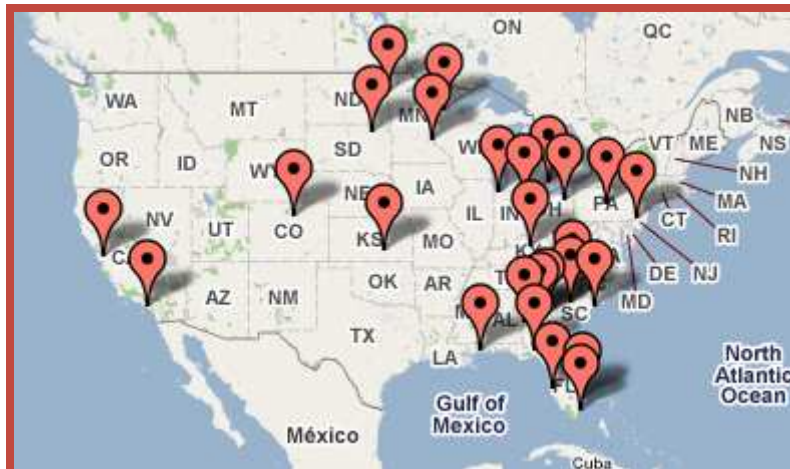 ON
QC
WA
MT
ND
MN
NB
VT
ME
NS
OR
ID
SD
NH
WY
MA
IA
NE
PA
CT
NV
UT
IL
IN
RI
CO
KS
MO
NJ
DE
OK
AR
MD
AZ
NM
SC
AL
TX
LA
North
Atlantic
Ocean
FL
Gulf of
Mexico
México
Cuba